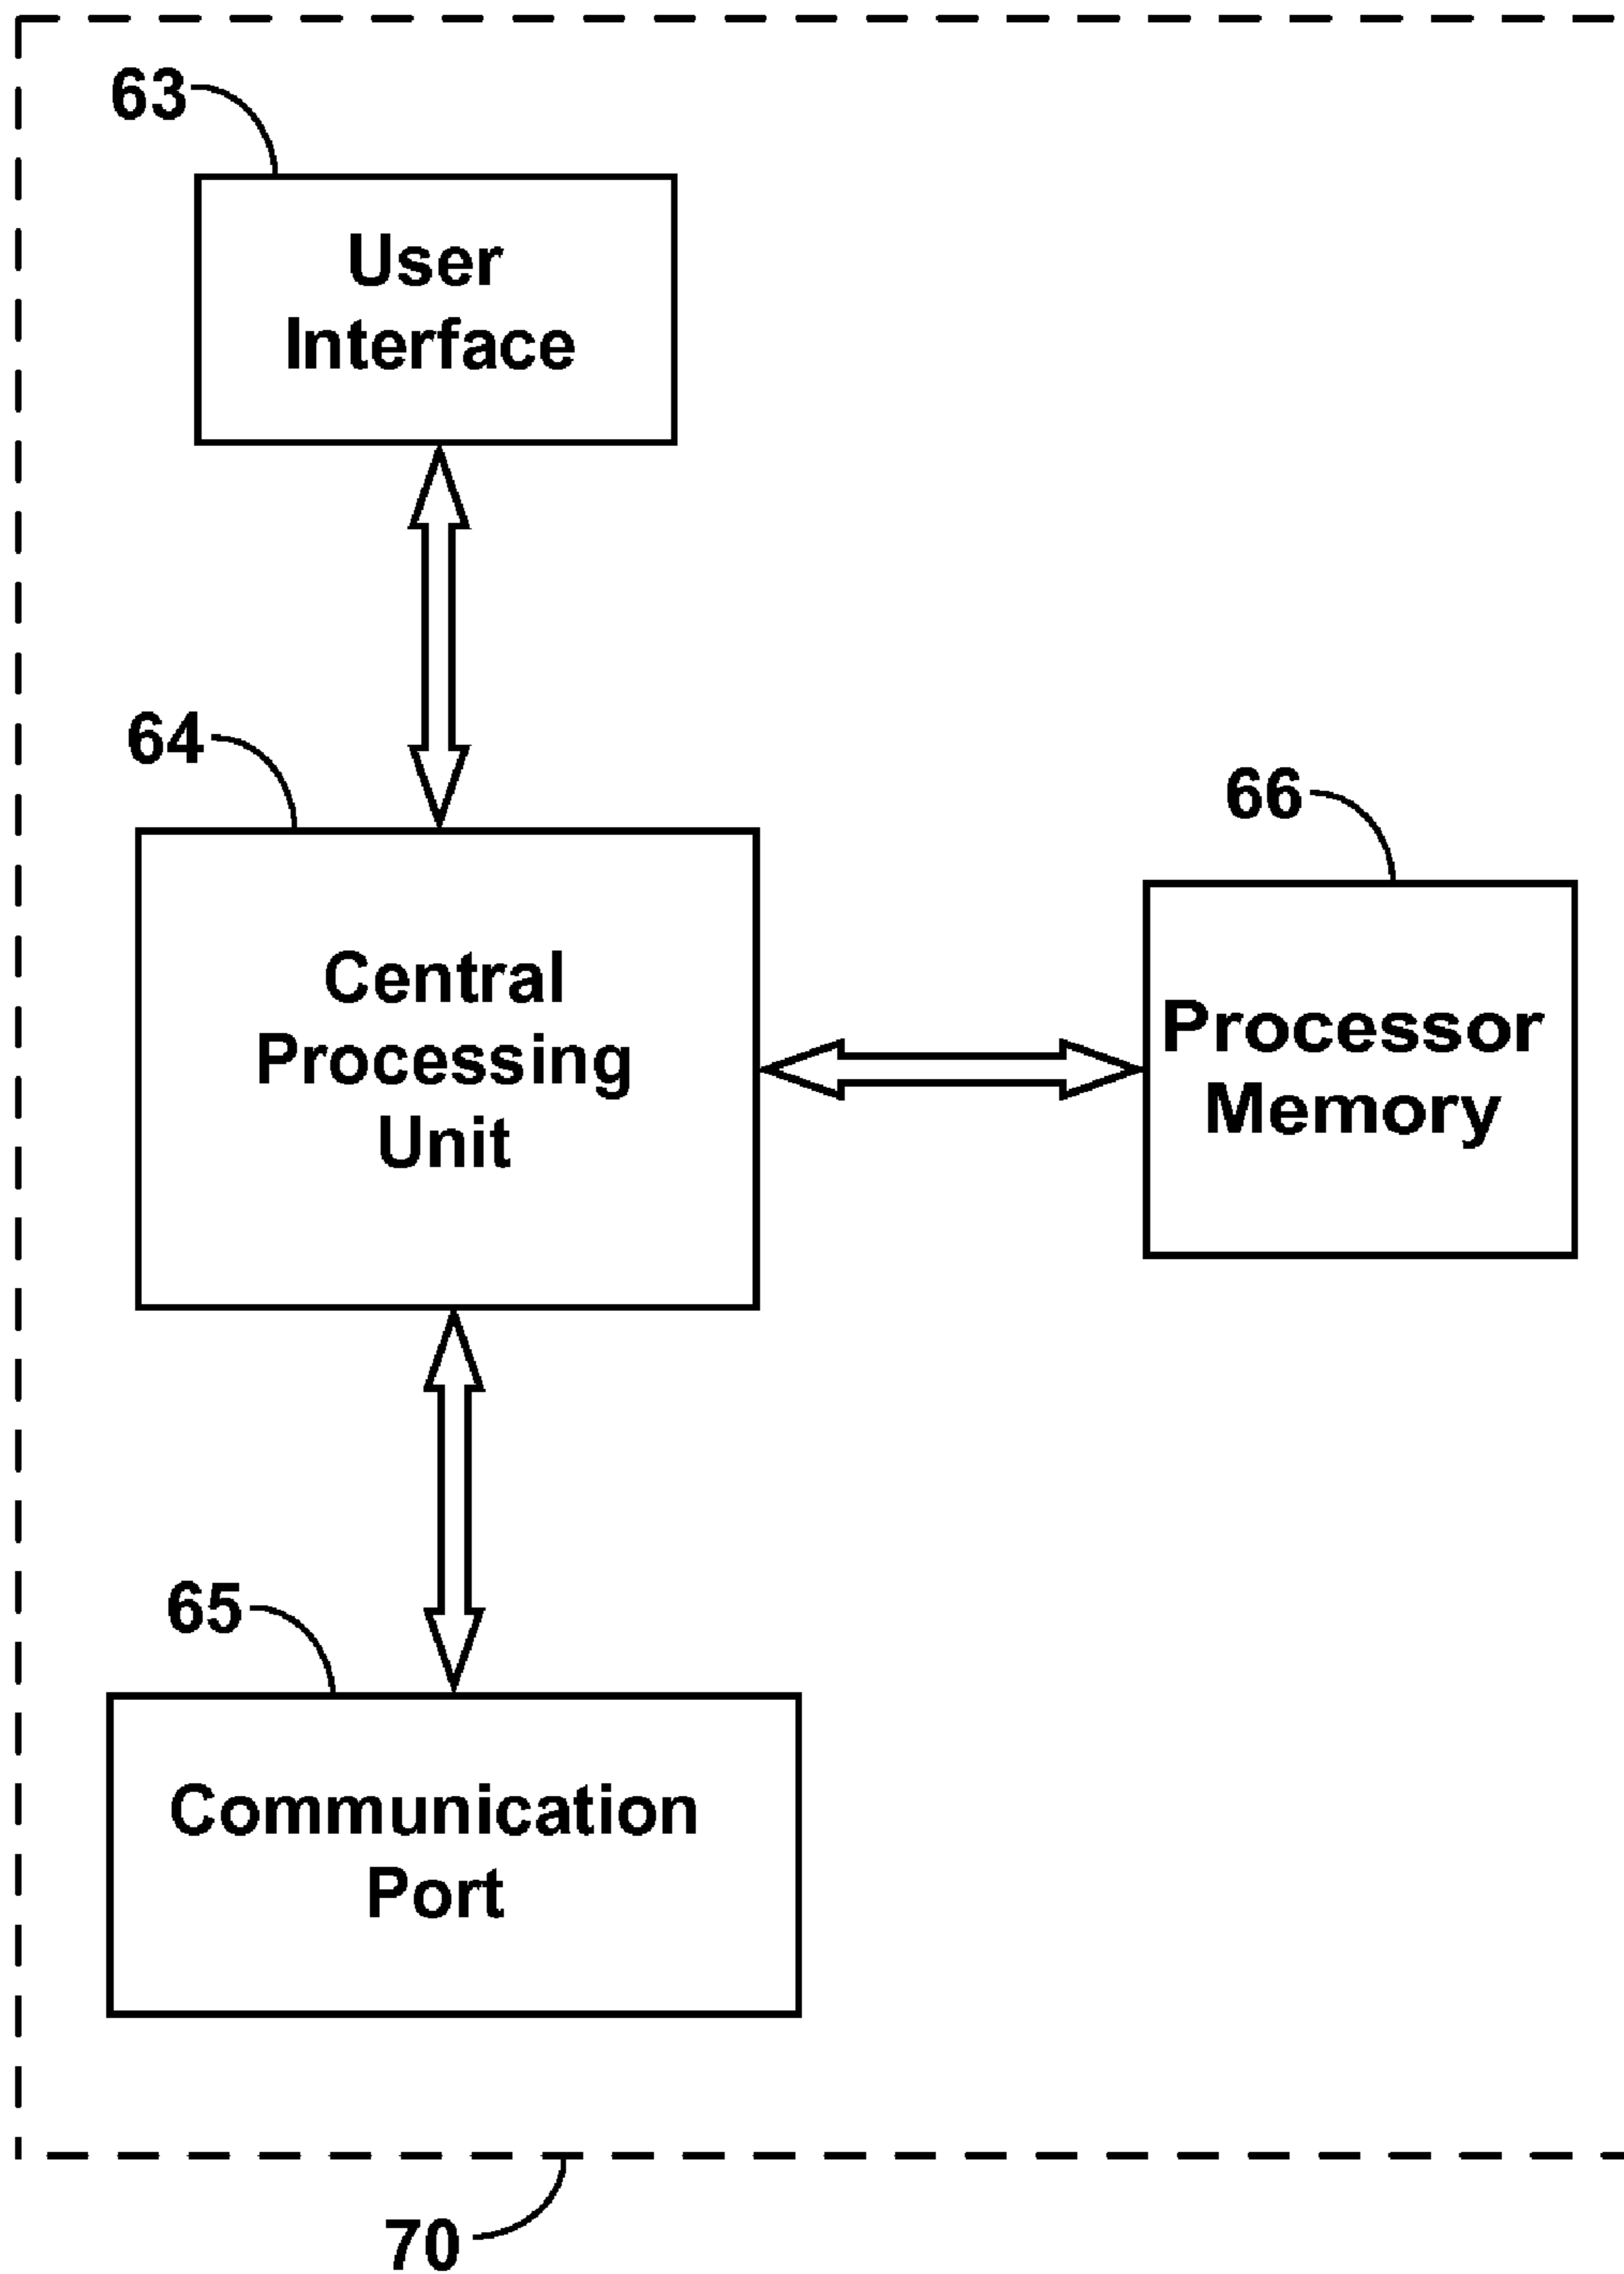 63
User
Interface
64
Central
Processing
Unit
66
Processor
Memory
65
Communication
Port
70